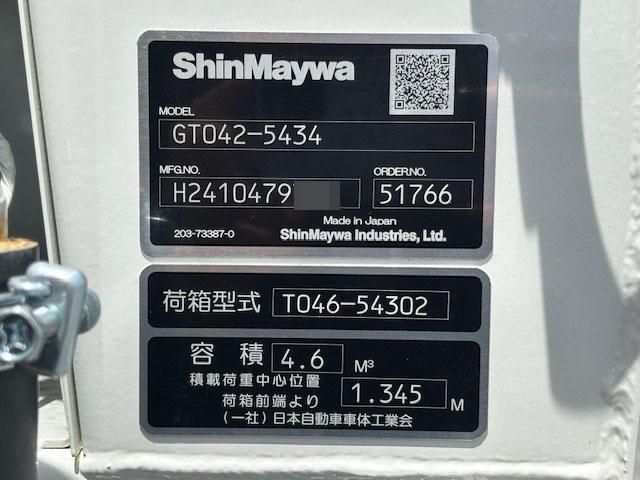 ShinMaywa
MODEL
GT042-5434
MFG.NO. ORDER.NO.
H2410479 51766
Made in Japan
203-73387-0 ShinMaywa Industries, Ltd.
荷箱型式 T046-54302
容積 4.6 M³
積載荷重中心位置
荷箱前端より 1.345 M
(一社)日本自動車車体工業会